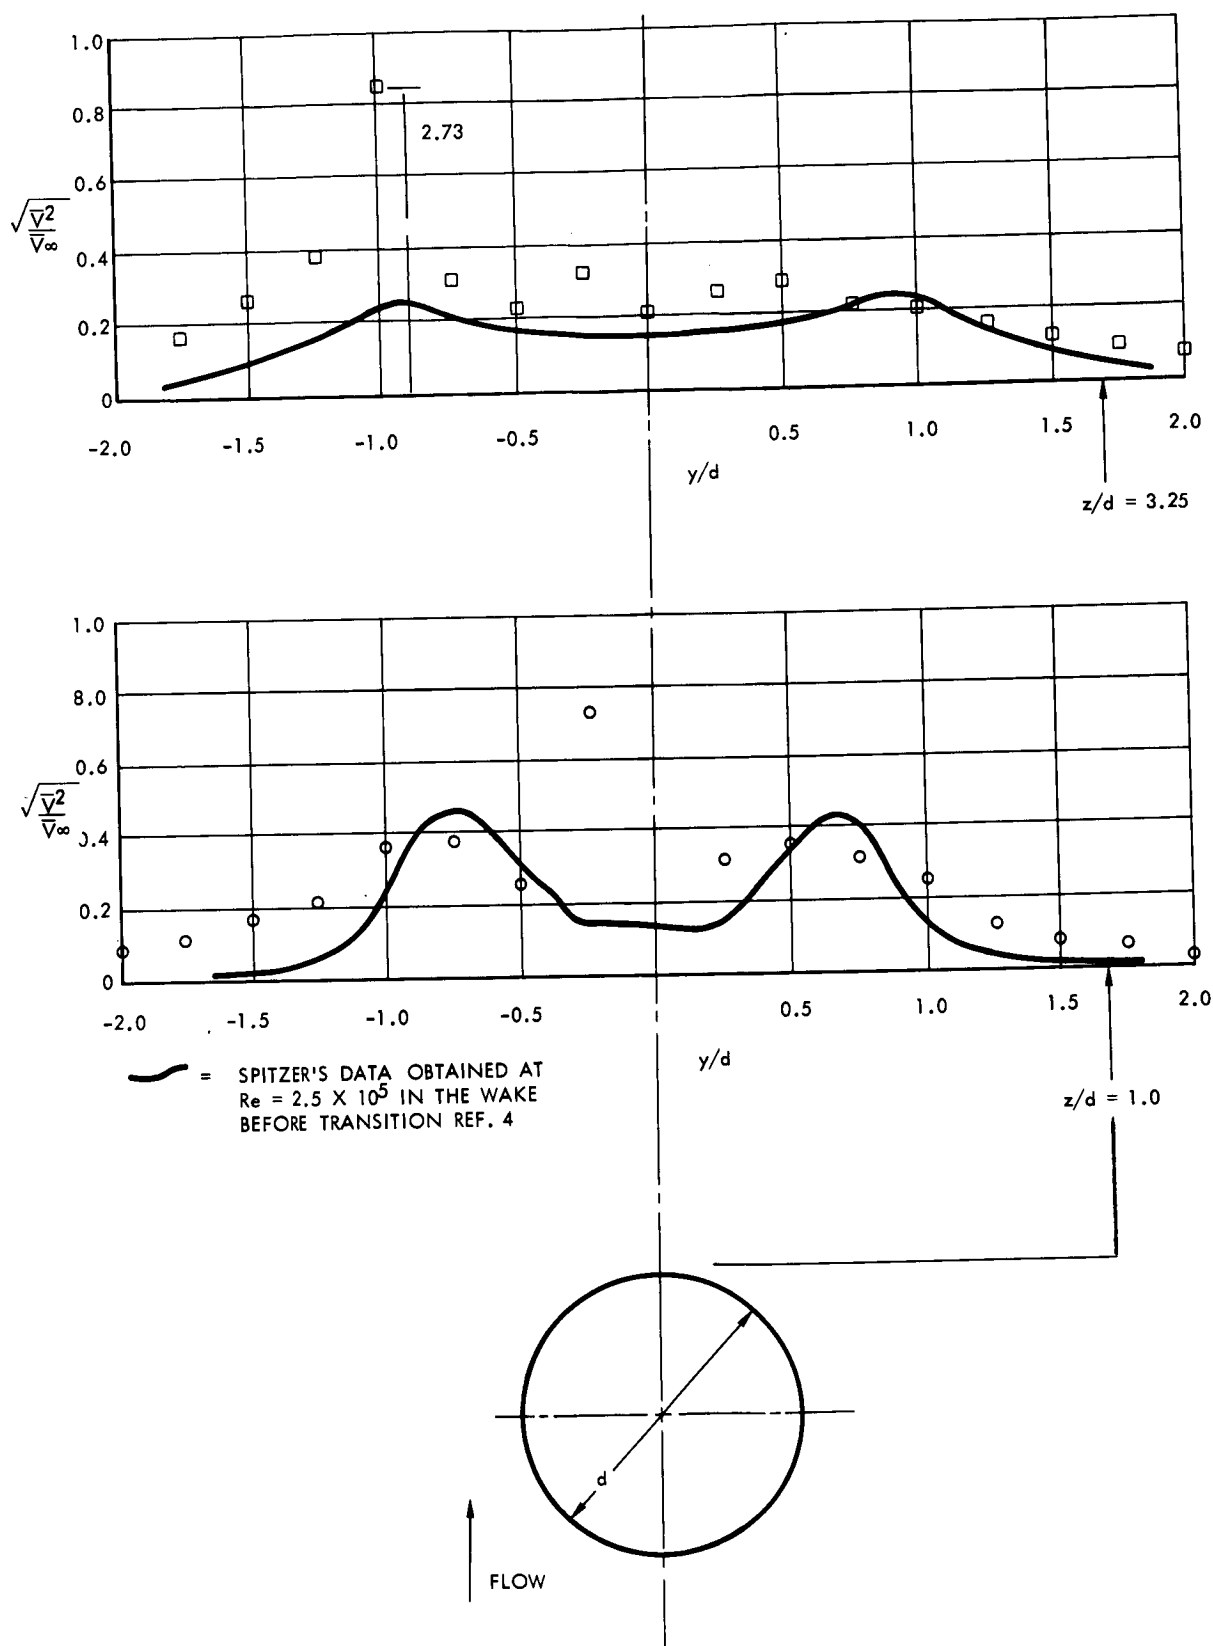 1.0
0.8
2.73
0.6
√V̅²/V̅∞
0.4
0.2
0
-2.0 -1.5 -1.0 -0.5 0.5 1.0 1.5 2.0
y/d
z/d = 3.25
1.0
8.0
0.6
√V̅²/V̅∞
0.4
0.2
0
-2.0 -1.5 -1.0 -0.5 0.5 1.0 1.5 2.0
y/d
= SPITZER'S DATA OBTAINED AT
Re = 2.5 X 10⁵ IN THE WAKE
BEFORE TRANSITION REF. 4
z/d = 1.0
d
FLOW